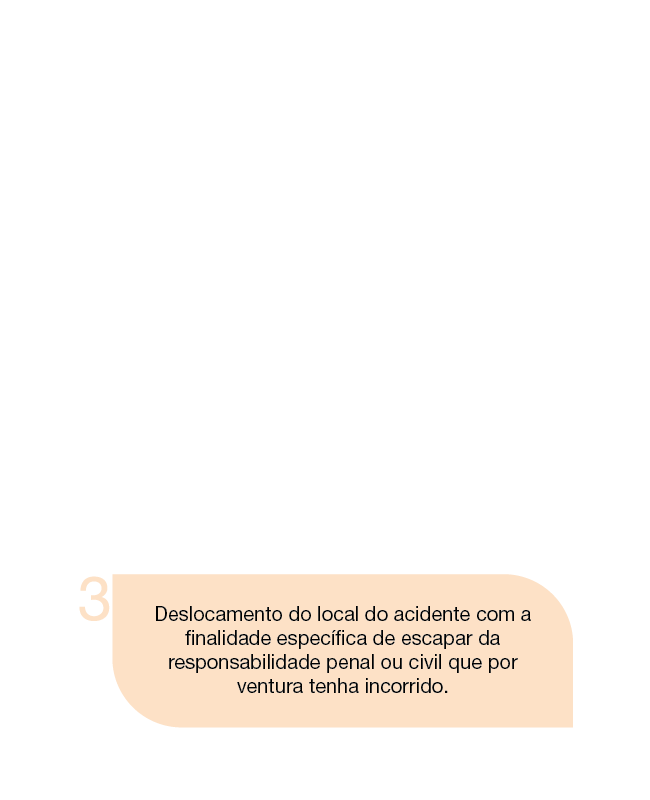 3
Deslocamento do local do acidente com a
finalidade específica de escapar da
responsabilidade penal ou civil que por
ventura tenha incorrido.